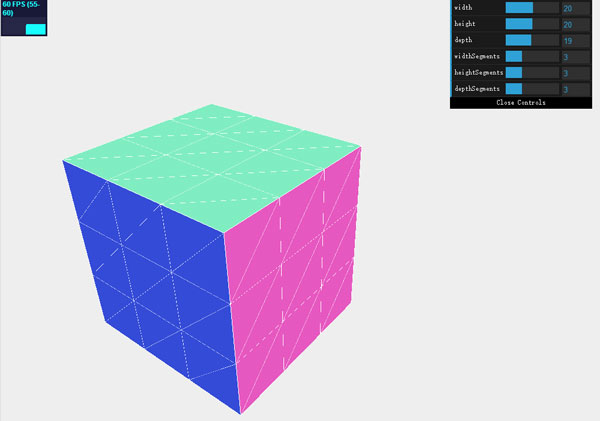 60 FPS (55-
60)
width 20
height 20
depth 19
widthSegments 3
heightSegments 3
depthSegments 3
Close Controls